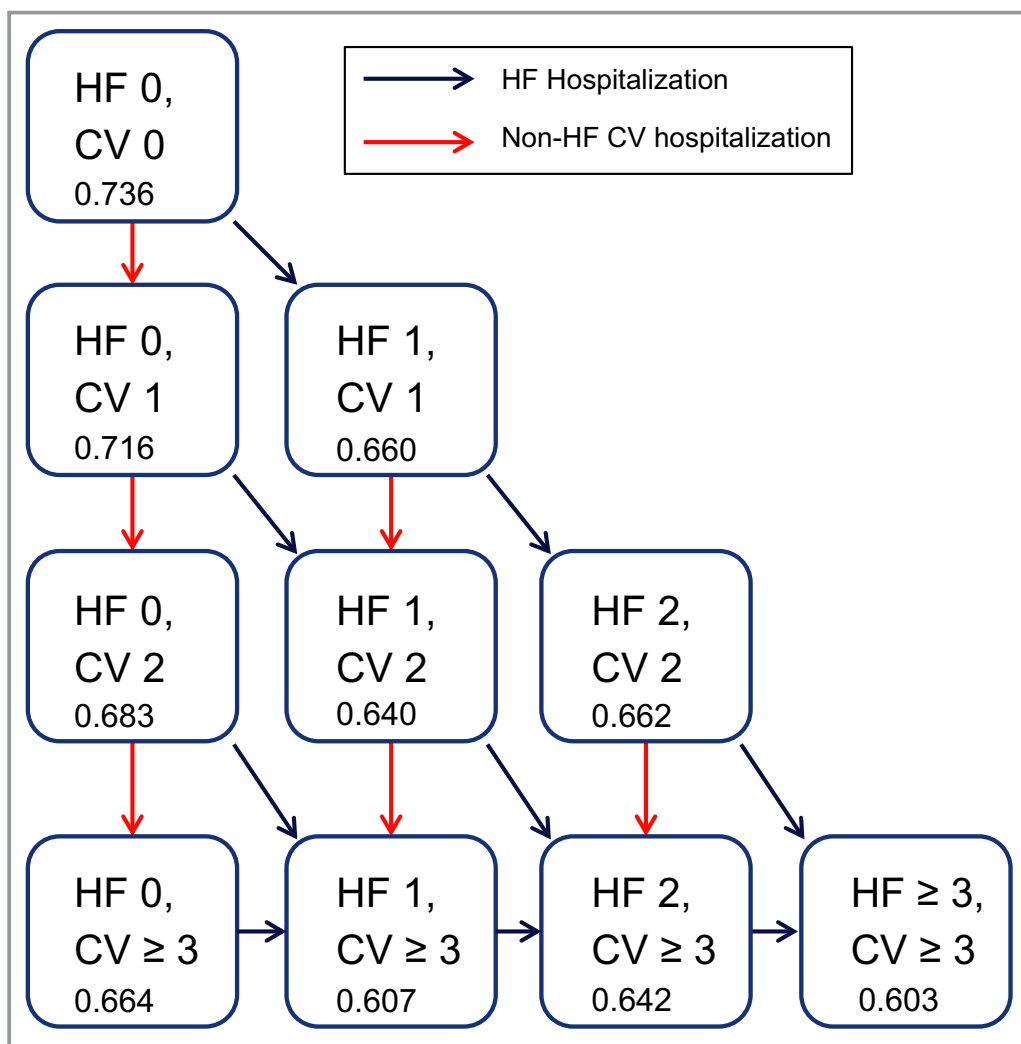 HF 0,
CV 0
0.736
HF Hospitalization
Non-HF CV hospitalization
HF 0,
CV 1
0.716
HF 1,
CV 1
0.660
HF 0,
CV 2
0.683
HF 1,
CV 2
0.640
HF 2,
CV 2
0.662
HF 0,
CV ≥ 3
0.664
HF 1,
CV ≥ 3
0.607
HF 2,
CV ≥ 3
0.642
HF ≥ 3,
CV ≥ 3
0.603